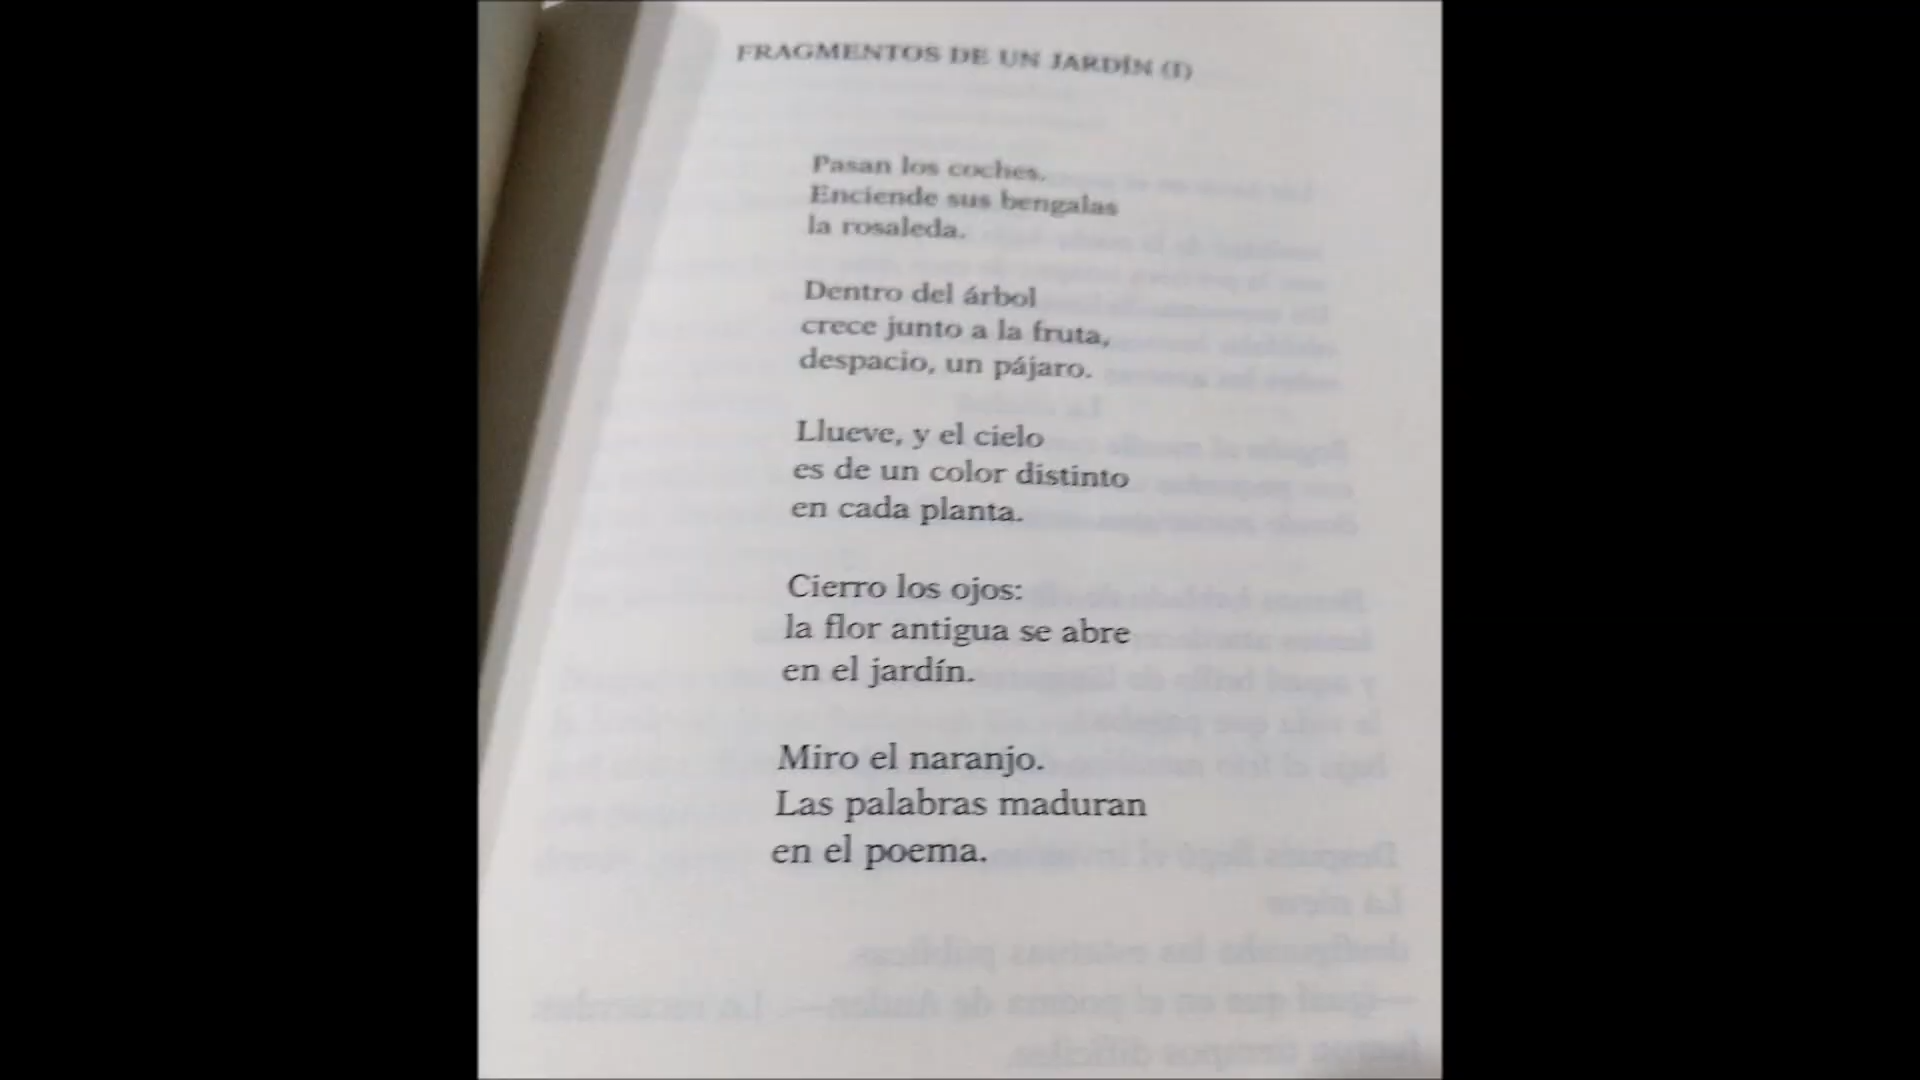 FRAGMENTOS DE UN JARDÍN (I)
Pasan los coches.
Enciende sus bengalas
la rosaleda.
Dentro del árbol
crece junto a la fruta,
despacio, un pájaro.
Llueve, y el cielo
es de un color distinto
en cada planta.
Cierro los ojos:
la flor antigua se abre
en el jardín.
Miro el naranjo.
Las palabras maduran
en el poema.